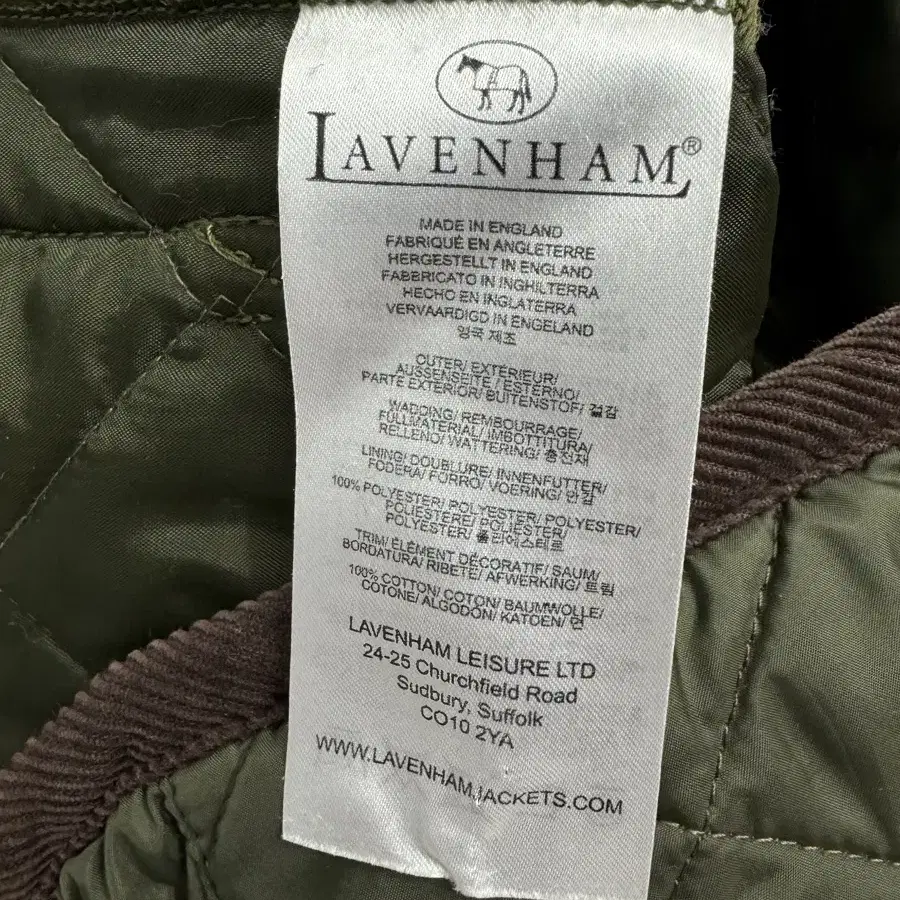 LAVENHAM®
MADE IN ENGLAND
FABRIQUÉ EN ANGLETERRE
HERGESTELLT IN ENGLAND
FABBRICATO IN INGHILTERRA
HECHO EN INGLATERRA
VERVAARDIGD IN ENGELAND
영국 제조
OUTER/ EXTÉRIEUR/
AUSSENSEITE / ESTERNO/
PARTE EXTERIOR/ BUITENSTOF/ 겉감
WADDING/ REMBOURRAGE/
FULLMATERIAL/ IMBOTTITURA/
RELLENO/ WATTERING/ 충전재
LINING/ DOUBLURE/ INNENFUTTER/
FODERA/ FORRO/ VOERING/ 안감
100% POLYESTER/ POLYESTER/ POLYESTER/
POLIESTERE/ POLIESTER/
POLYESTER/ 폴리에스테르
TRIM/ ÉLÉMENT DÉCORATIF/ SAUM/
BORDATURA/ RIBETE/ AFWERKING/ 트림
100% COTTON/ COTON/ BAUMWOLLE/
COTONE/ ALGODON/ KATOEN/ 면
LAVENHAM LEISURE LTD
24-25 Churchfield Road
Sudbury, Suffolk
CO10 2YA
WWW.LAVENHAMJACKETS.COM